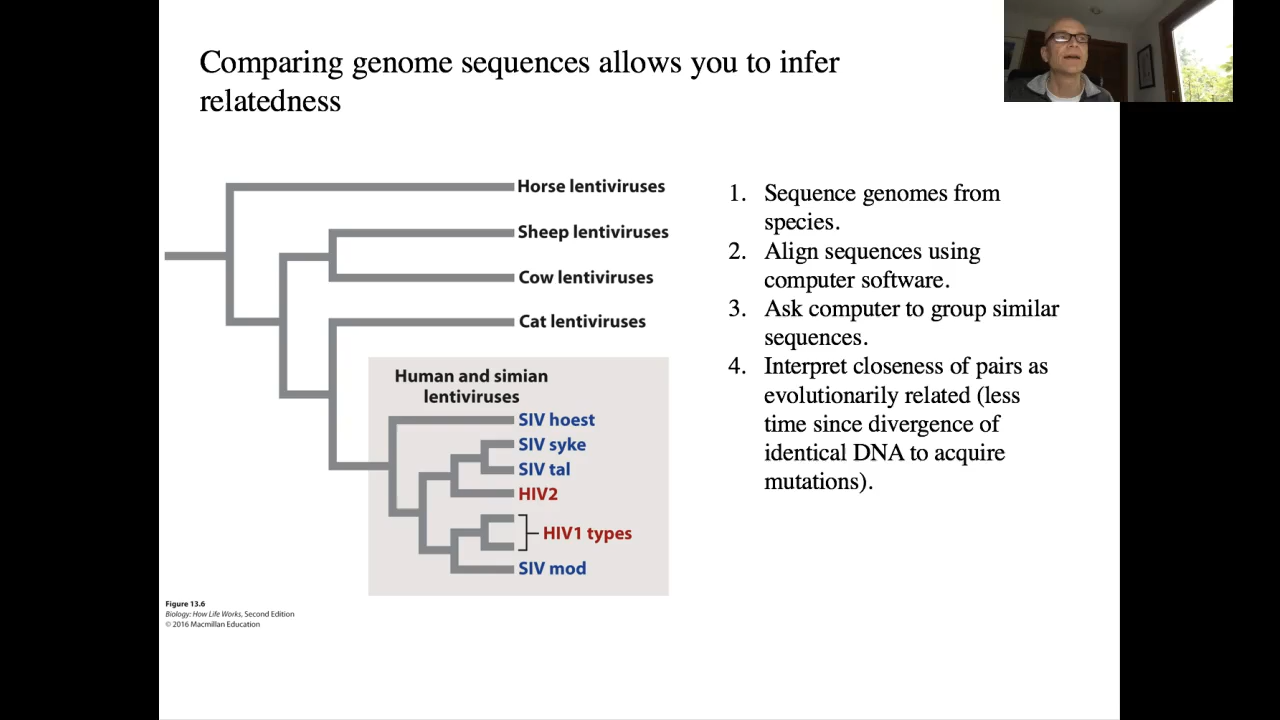 Comparing genome sequences allows you to infer
relatedness
Horse lentiviruses
Sheep lentiviruses
Cow lentiviruses
Cat lentiviruses
Human and simian
lentiviruses
SIV hoest
SIV syke
SIV tal
HIV2
HIV1 types
SIV mod
Figure 13.6
Biology: How Life Works, Second Edition
© 2016 Macmillan Education
1. Sequence genomes from
species.
2. Align sequences using
computer software.
3. Ask computer to group similar
sequences.
4. Interpret closeness of pairs as
evolutionarily related (less
time since divergence of
identical DNA to acquire
mutations).